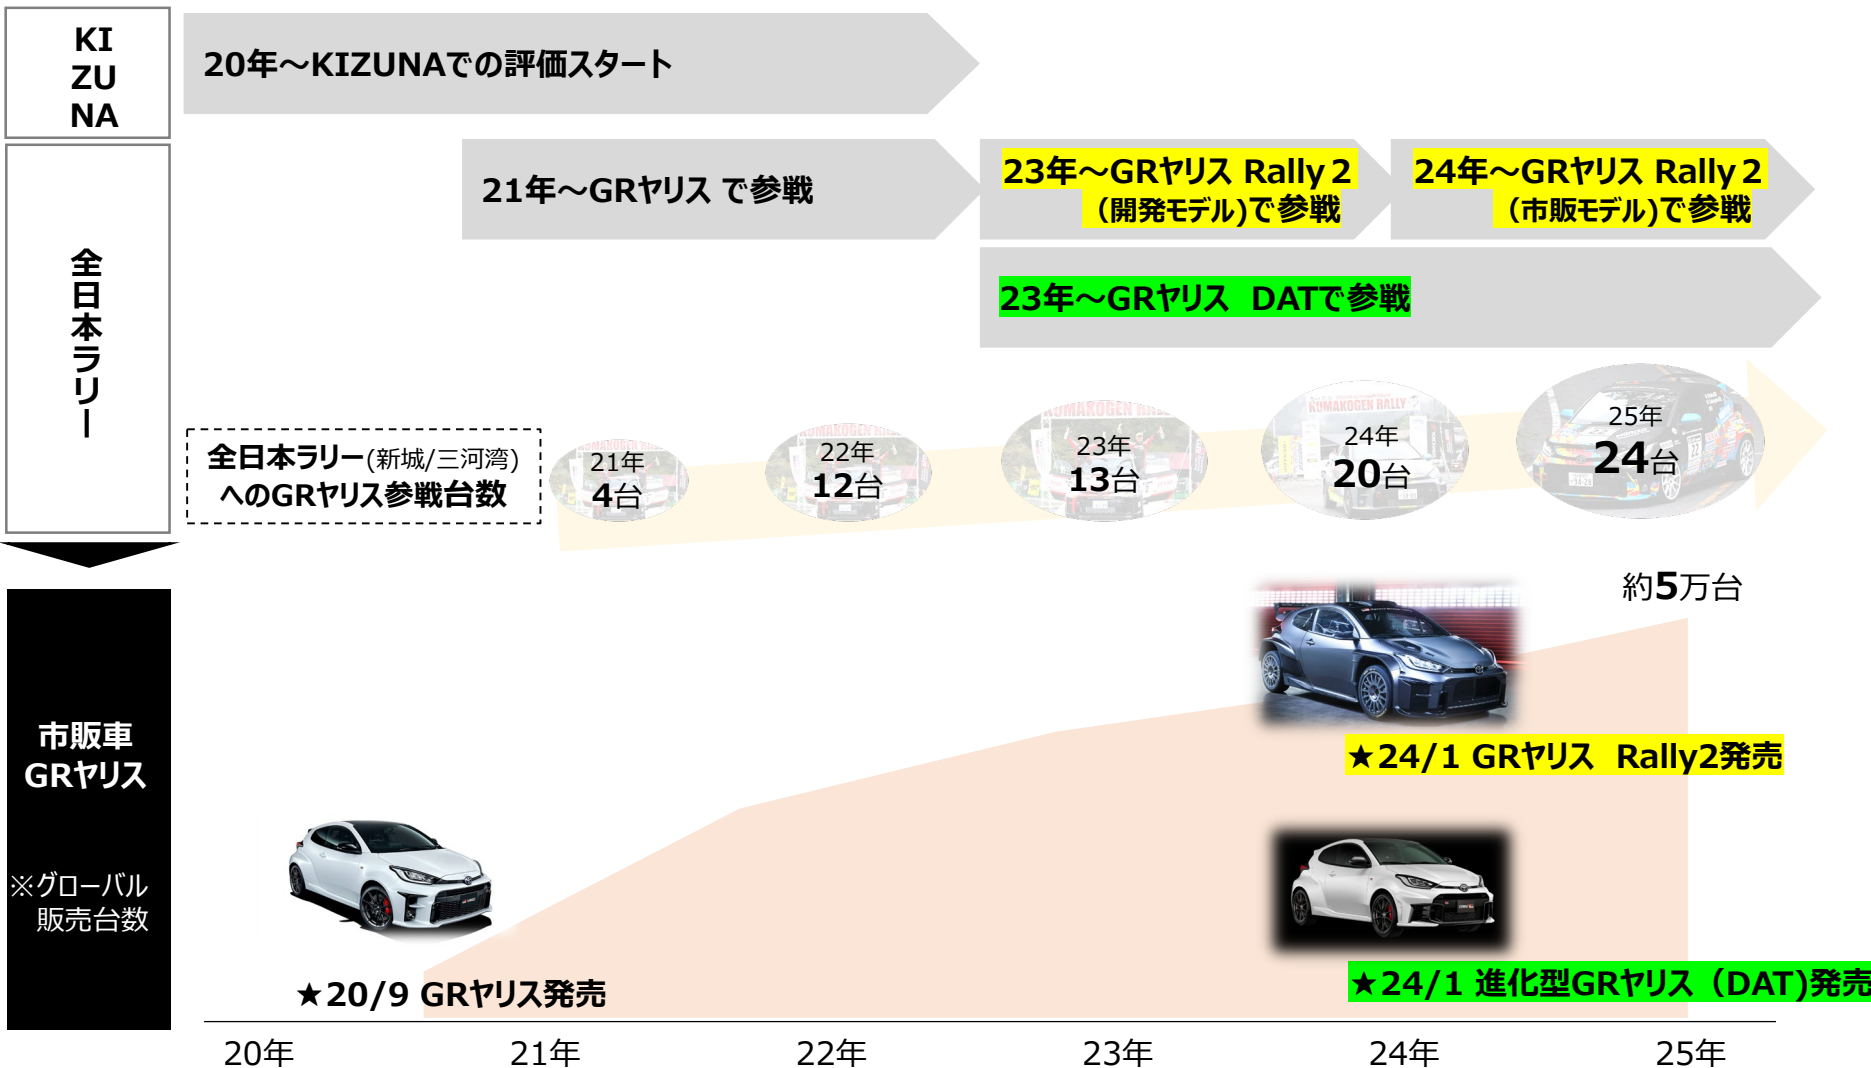 KI
ZU
NA
20年～KIZUNAでの評価スタート
全日本ラリー
21年～GRヤリス で参戦
23年～GRヤリス Rally２
（開発モデル)で参戦
24年～GRヤリス Rally２
（市販モデル)で参戦
23年～GRヤリス　DATで参戦
全日本ラリー(新城/三河湾)
へのGRヤリス参戦台数
21年
4台
22年
12台
23年
13台
24年
20台
25年
24台
KUMAKOGEN RALLY
約5万台
市販車
GRヤリス
※グローバル
販売台数
★24/1 GRヤリス　Rally2発売
★20/9 GRヤリス発売
★24/1 進化型GRヤリス（DAT)発売
20年
21年
22年
23年
24年
25年